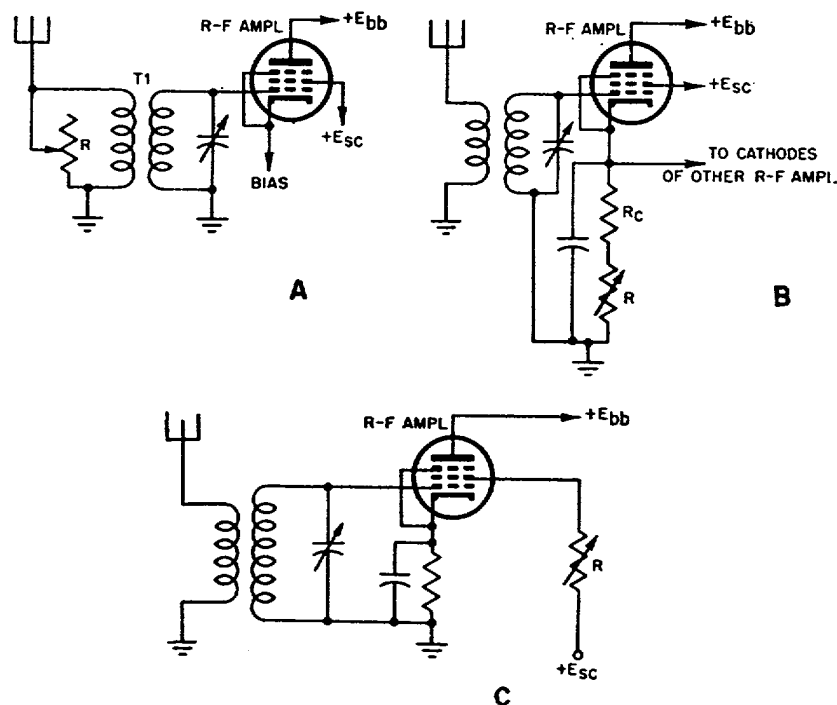 R-F AMPL
+Ebb
T1
R
+Esc
BIAS
A
R-F AMPL
+Ebb
+Esc
TO CATHODES
OF OTHER R-F AMPL.
RC
R
B
R-F AMPL
+Ebb
R
+Esc
C